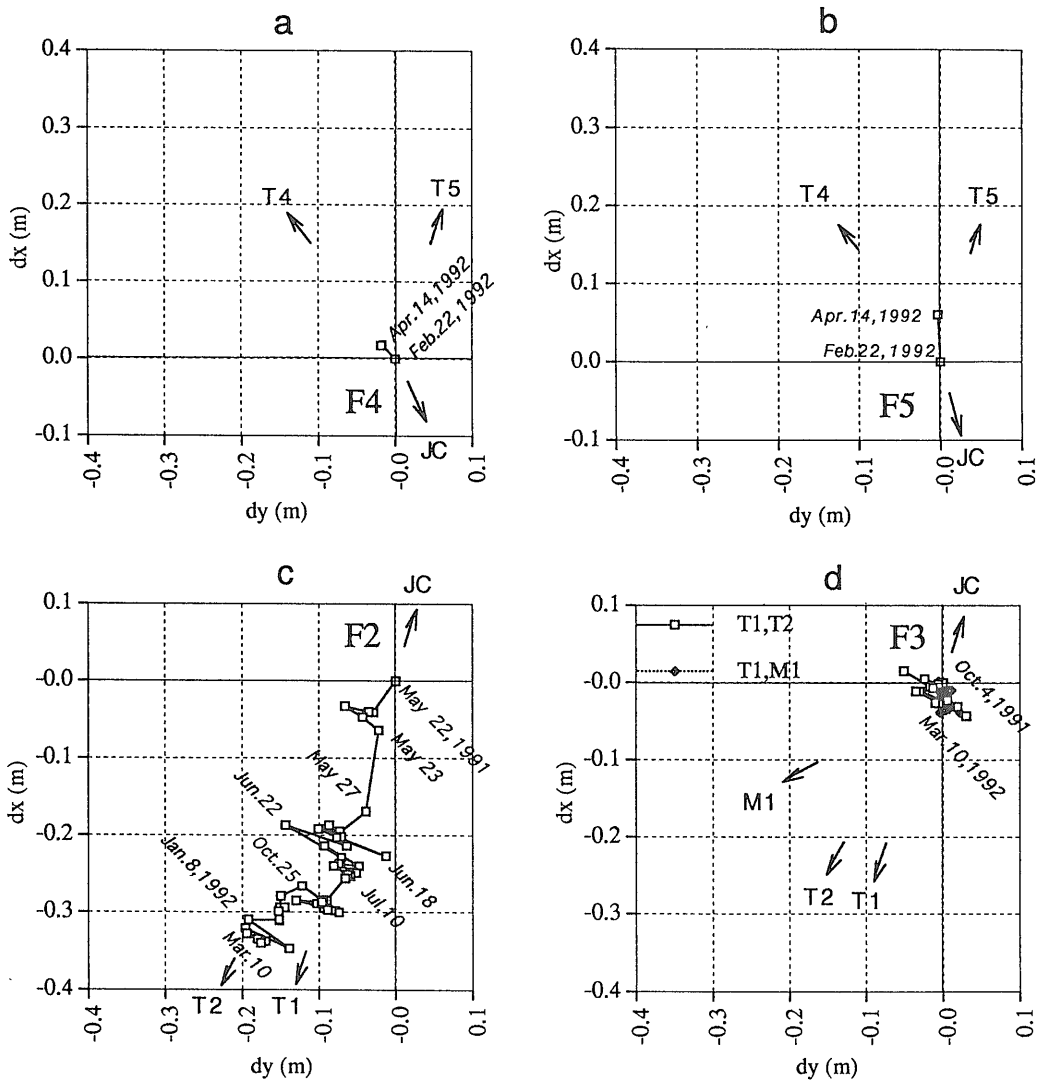 a
0.4
0.3
0.2
0.1
0.0
-0.1
dx (m)
T4
T5
Apr.14,1992
Feb.22,1992
F4
JC
-0.4
-0.3
-0.2
-0.1
-0.0
0.1
dy (m)
b
0.4
0.3
0.2
0.1
0.0
-0.1
dx (m)
T4
T5
Apr.14,1992
Feb.22,1992
F5
JC
-0.4
-0.3
-0.2
-0.1
-0.0
0.1
dy (m)
c
JC
0.1
-0.0
-0.1
-0.2
-0.3
-0.4
dx (m)
F2
May 22,1991
May 23
May 27
Jun.22
Jun.18
Oct.25
Jul.10
Jan.8,1992
Mar.10
T2
T1
-0.4
-0.3
-0.2
-0.1
-0.0
0.1
dy (m)
d
JC
0.1
-0.0
-0.1
-0.2
-0.3
-0.4
dx (m)
T1,T2
T1,M1
F3
Oct.4,1991
Mar.10,1992
M1
T2
T1
-0.4
-0.3
-0.2
-0.1
-0.0
0.1
dy (m)